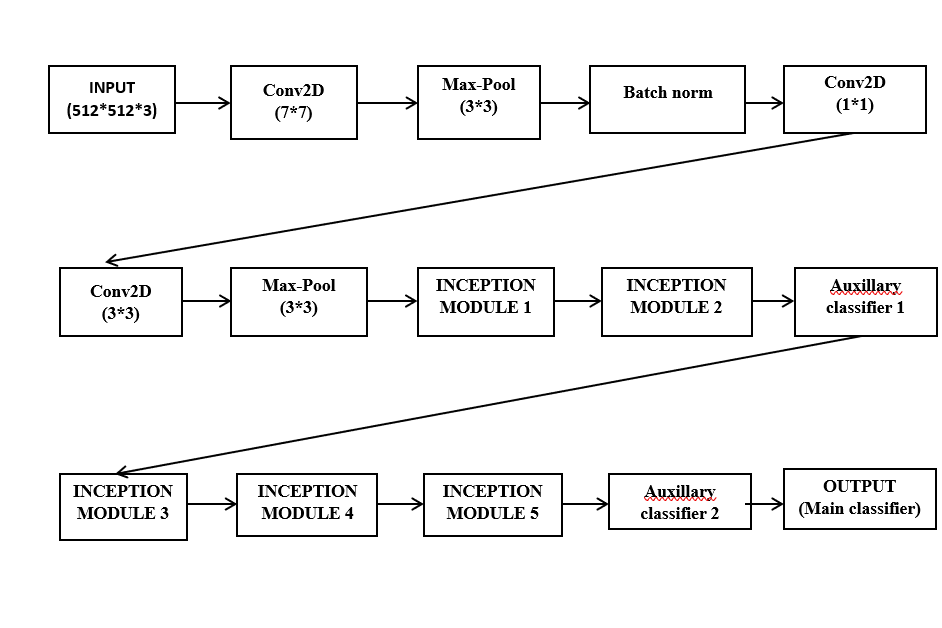 INPUT
(512*512*3)
Conv2D
(7*7)
Max-Pool
(3*3)
Batch norm
Conv2D
(1*1)
Conv2D
(3*3)
Max-Pool
(3*3)
INCEPTION
MODULE 1
INCEPTION
MODULE 2
Auxillary
classifier 1
INCEPTION
MODULE 3
INCEPTION
MODULE 4
INCEPTION
MODULE 5
Auxillary
classifier 2
OUTPUT
(Main classifier)